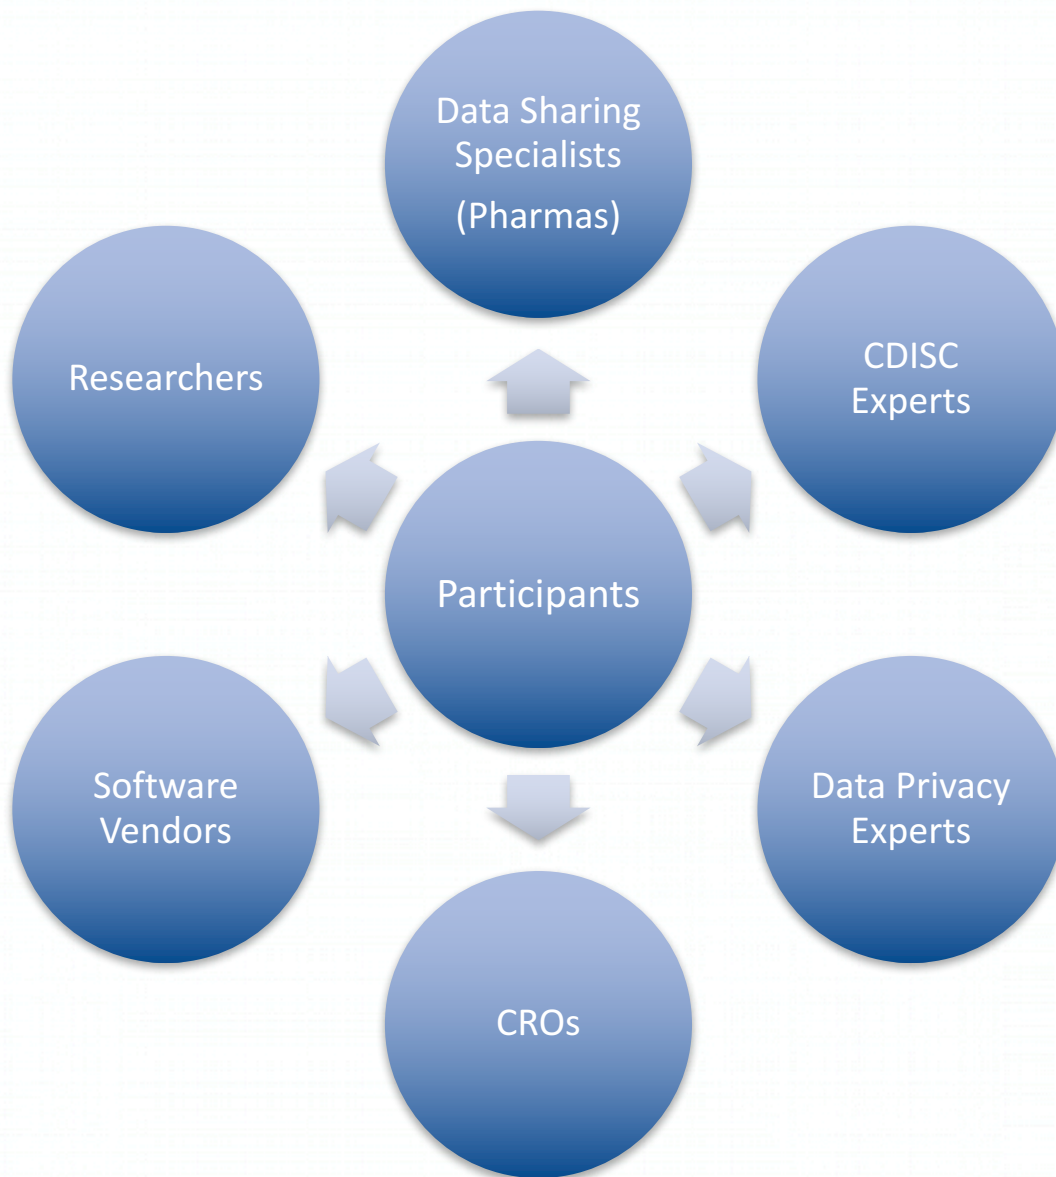 Data Sharing
Specialists
(Pharmas)
CDISC
Experts
Researchers
Participants
Data Privacy
Experts
Software
Vendors
CROs